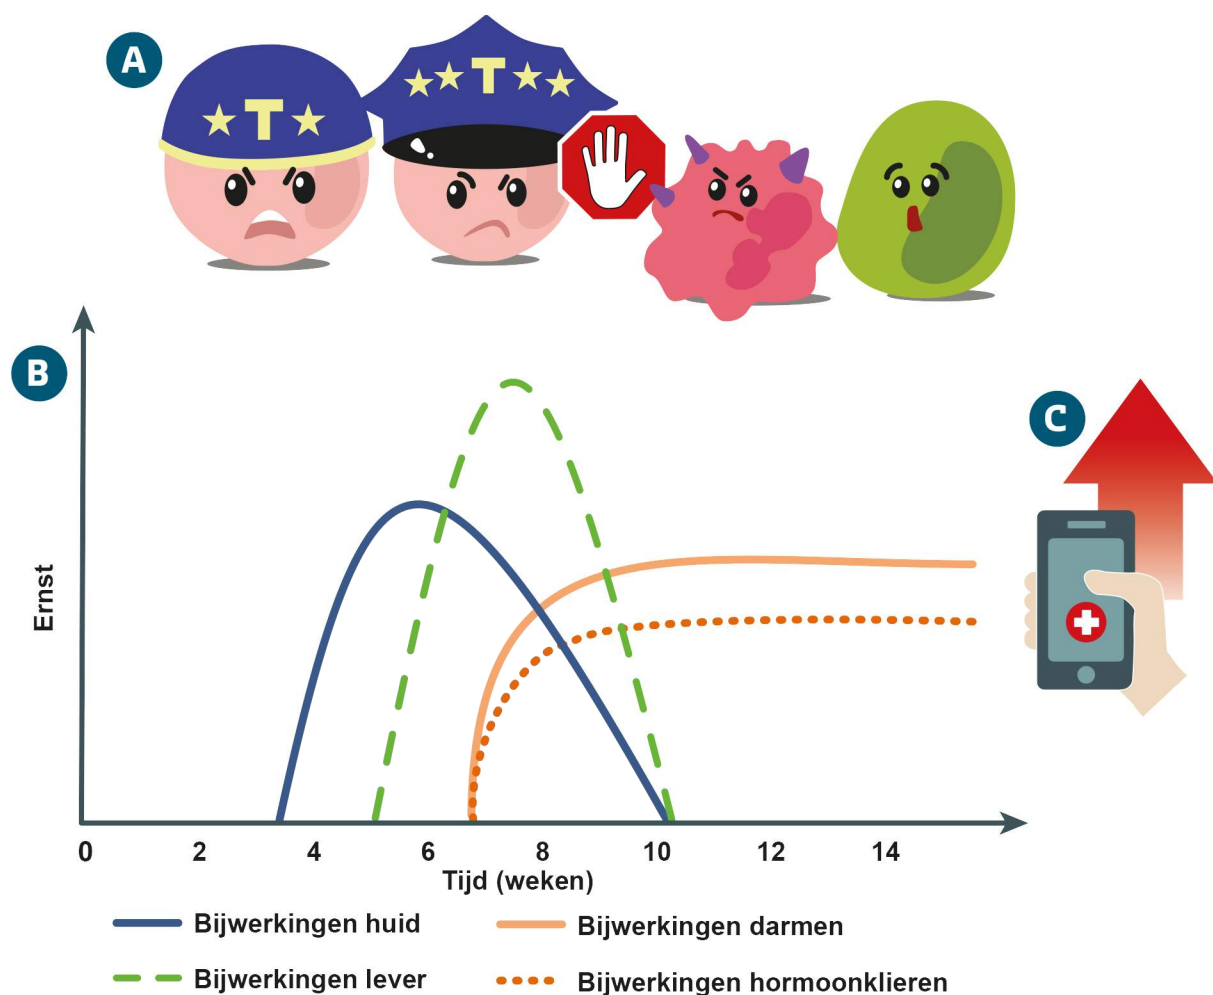 A
T
T
B
C
Ernst
0 2 4 6 8 10 12 14
Tijd (weken)
Bijwerkingen huid
Bijwerkingen darmen
Bijwerkingen lever
Bijwerkingen hormoonklieren